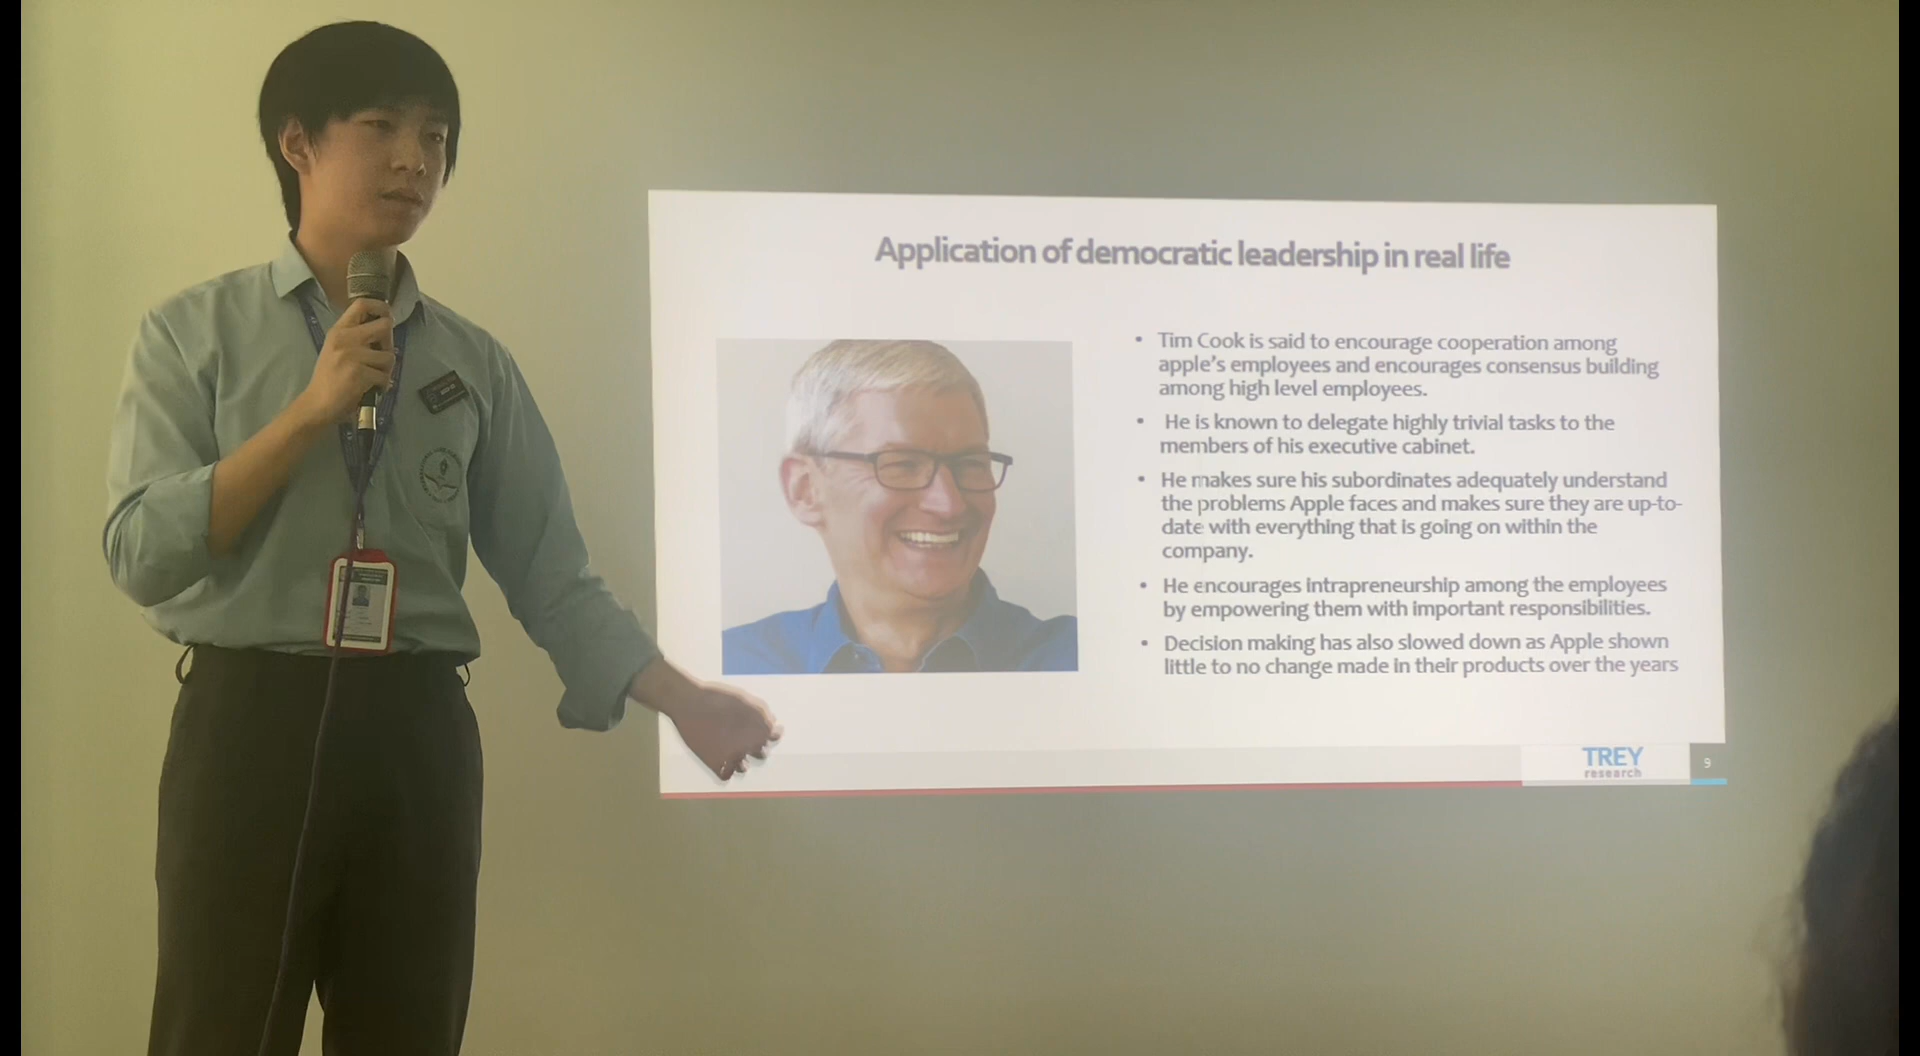 Application of democratic leadership in real life
• Tim Cook is said to encourage cooperation among
apple's employees and encourages consensus building
among high level employees.
• He is known to delegate highly trivial tasks to the
members of his executive cabinet.
• He makes sure his subordinates adequately understand
the problems Apple faces and makes sure they are up-to-
date with everything that is going on within the
company.
• He encourages intrapreneurship among the employees
by empowering them with important responsibilities.
• Decision making has also slowed down as Apple shown
little to no change made in their products over the years
TREY
research
9